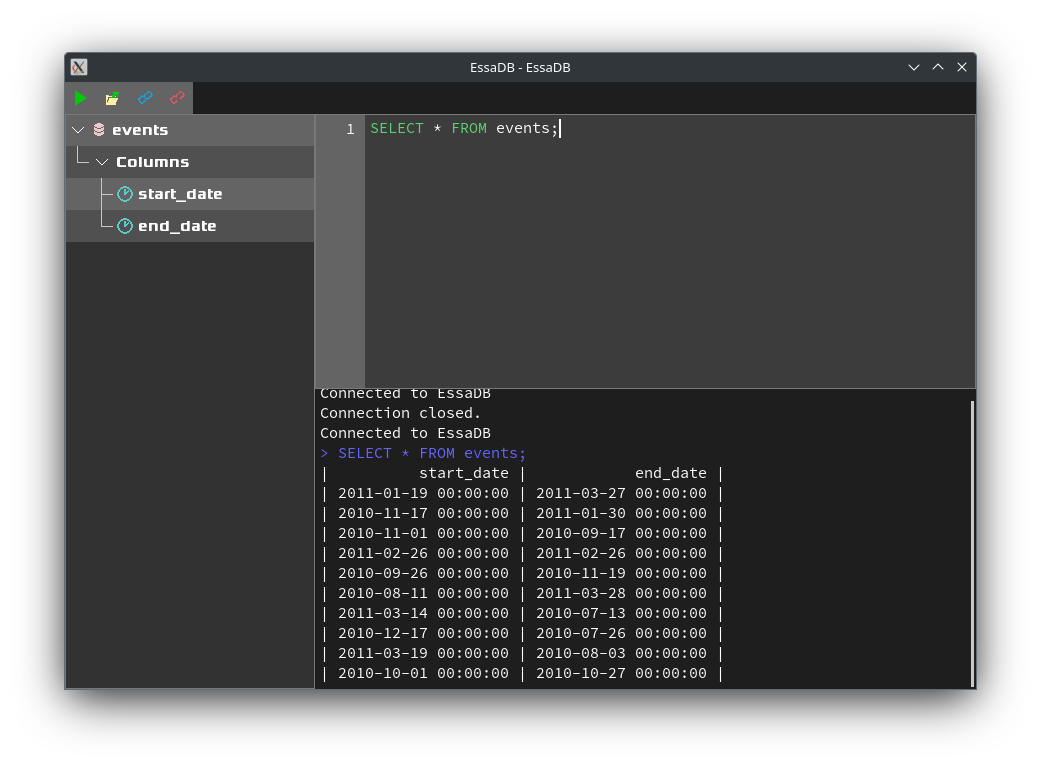 EssaDB - EssaDB
events
Columns
start_date
end_date
1 SELECT * FROM events;
Connected to EssaDB
Connection closed.
Connected to EssaDB
> SELECT * FROM events;
| start_date | end_date |
| 2011-01-19 00:00:00 | 2011-03-27 00:00:00 |
| 2010-11-17 00:00:00 | 2011-01-30 00:00:00 |
| 2010-11-01 00:00:00 | 2010-09-17 00:00:00 |
| 2011-02-26 00:00:00 | 2011-02-26 00:00:00 |
| 2010-09-26 00:00:00 | 2010-11-19 00:00:00 |
| 2010-08-11 00:00:00 | 2011-03-28 00:00:00 |
| 2011-03-14 00:00:00 | 2010-07-13 00:00:00 |
| 2010-12-17 00:00:00 | 2010-07-26 00:00:00 |
| 2011-03-19 00:00:00 | 2010-08-03 00:00:00 |
| 2010-10-01 00:00:00 | 2010-10-27 00:00:00 |